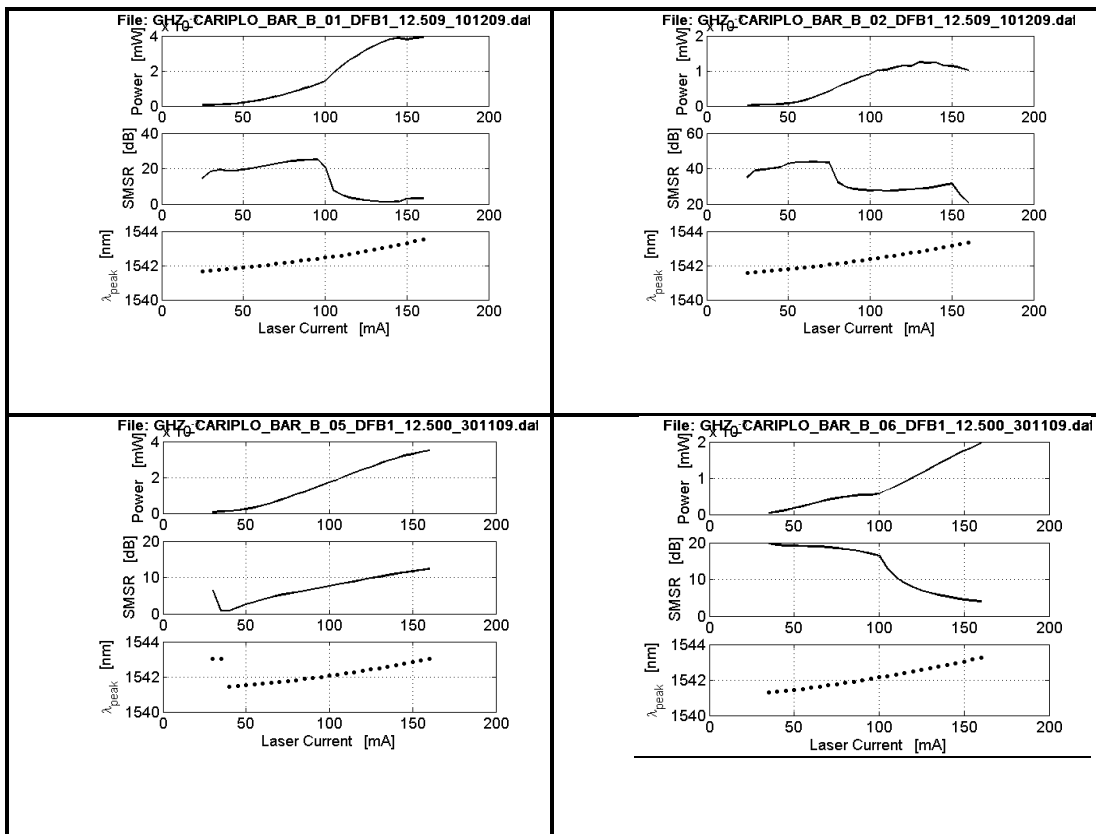 File: GHZ_CARIPLO_BAR_B_01_DFB1_12.509_101209.dat
Power [mW]
4
2
0
0 50 100 150 200
SMSR [dB]
40
20
0
0 50 100 150 200
λpeak [nm]
1544
1542
1540
0 50 100 150 200
Laser Current [mA]
File: GHZ_CARIPLO_BAR_B_02_DFB1_12.509_101209.dat
Power [mW]
2
1
0
0 50 100 150 200
SMSR [dB]
60
40
20
0 50 100 150 200
λpeak [nm]
1544
1542
1540
0 50 100 150 200
Laser Current [mA]
File: GHZ_CARIPLO_BAR_B_05_DFB1_12.500_301109.dat
Power [mW]
4
2
0
0 50 100 150 200
SMSR [dB]
20
10
0
0 50 100 150 200
λpeak [nm]
1544
1542
1540
0 50 100 150 200
Laser Current [mA]
File: GHZ_CARIPLO_BAR_B_06_DFB1_12.500_301109.dat
Power [mW]
2
1
0
0 50 100 150 200
SMSR [dB]
20
10
0
0 50 100 150 200
λpeak [nm]
1544
1542
1540
0 50 100 150 200
Laser Current [mA]